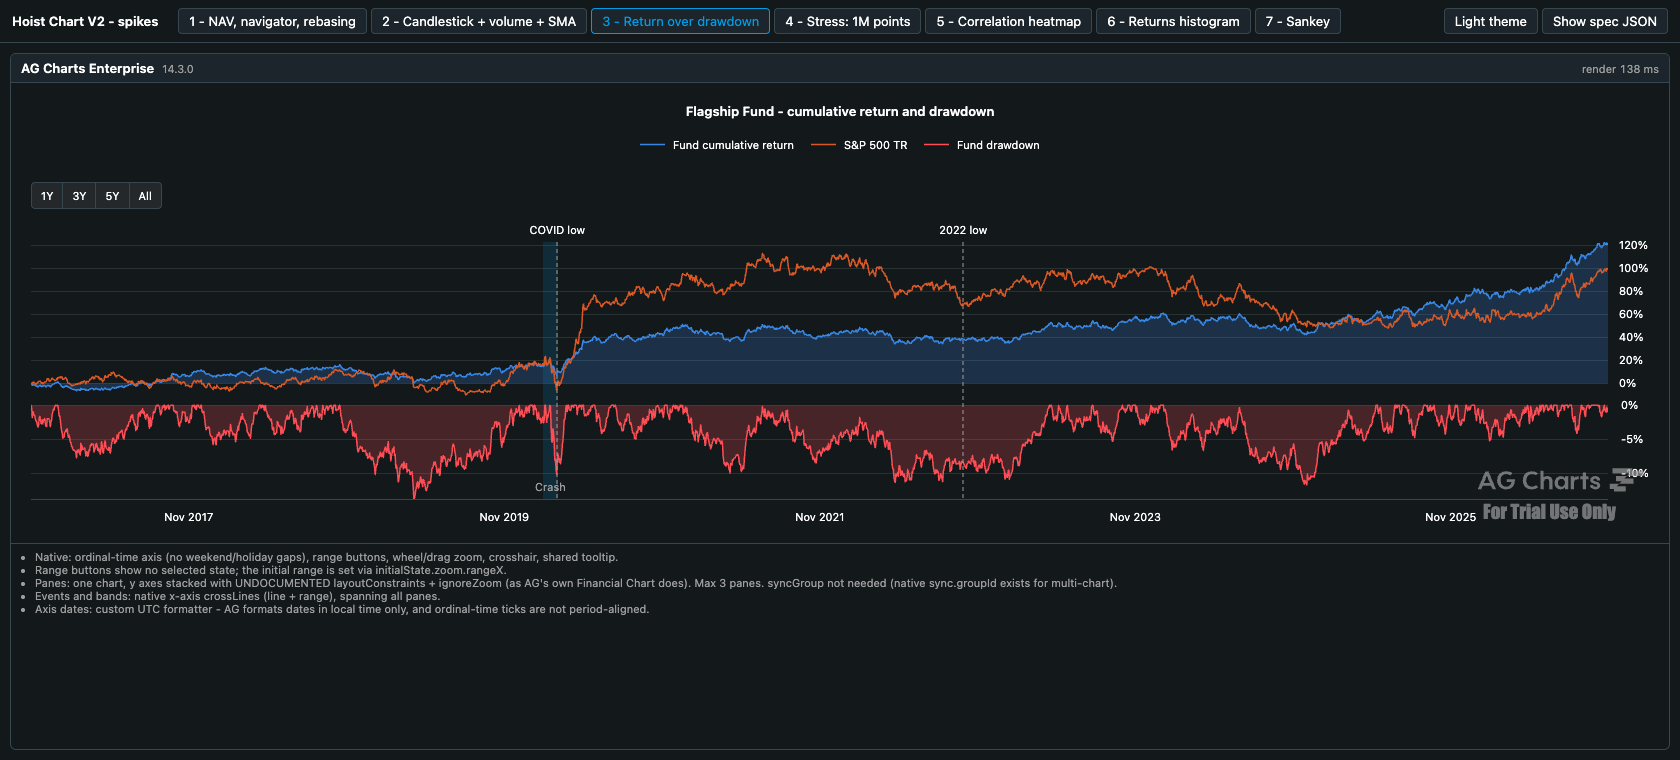 Hoist Chart V2 - spikes
1 - NAV, navigator, rebasing
2 - Candlestick + volume + SMA
3 - Return over drawdown
4 - Stress: 1M points
5 - Correlation heatmap
6 - Returns histogram
7 - Sankey
Light theme
Show spec JSON
AG Charts Enterprise 14.3.0
render 138 ms
Flagship Fund - cumulative return and drawdown
Fund cumulative return
S&P 500 TR
Fund drawdown
1Y
3Y
5Y
All
COVID low
2022 low
120%
100%
80%
60%
40%
20%
0%
0%
-5%
-10%
Crash
AG Charts
For Trial Use Only
Nov 2017
Nov 2019
Nov 2021
Nov 2023
Nov 2025
• Native: ordinal-time axis (no weekend/holiday gaps), range buttons, wheel/drag zoom, crosshair, shared tooltip.
• Range buttons show no selected state; the initial range is set via initialState.zoom.rangeX.
• Panes: one chart, y axes stacked with UNDOCUMENTED layoutConstraints + ignoreZoom (as AG's own Financial Chart does). Max 3 panes. syncGroup not needed (native sync.groupId exists for multi-chart).
• Events and bands: native x-axis crossLines (line + range), spanning all panes.
• Axis dates: custom UTC formatter - AG formats dates in local time only, and ordinal-time ticks are not period-aligned.